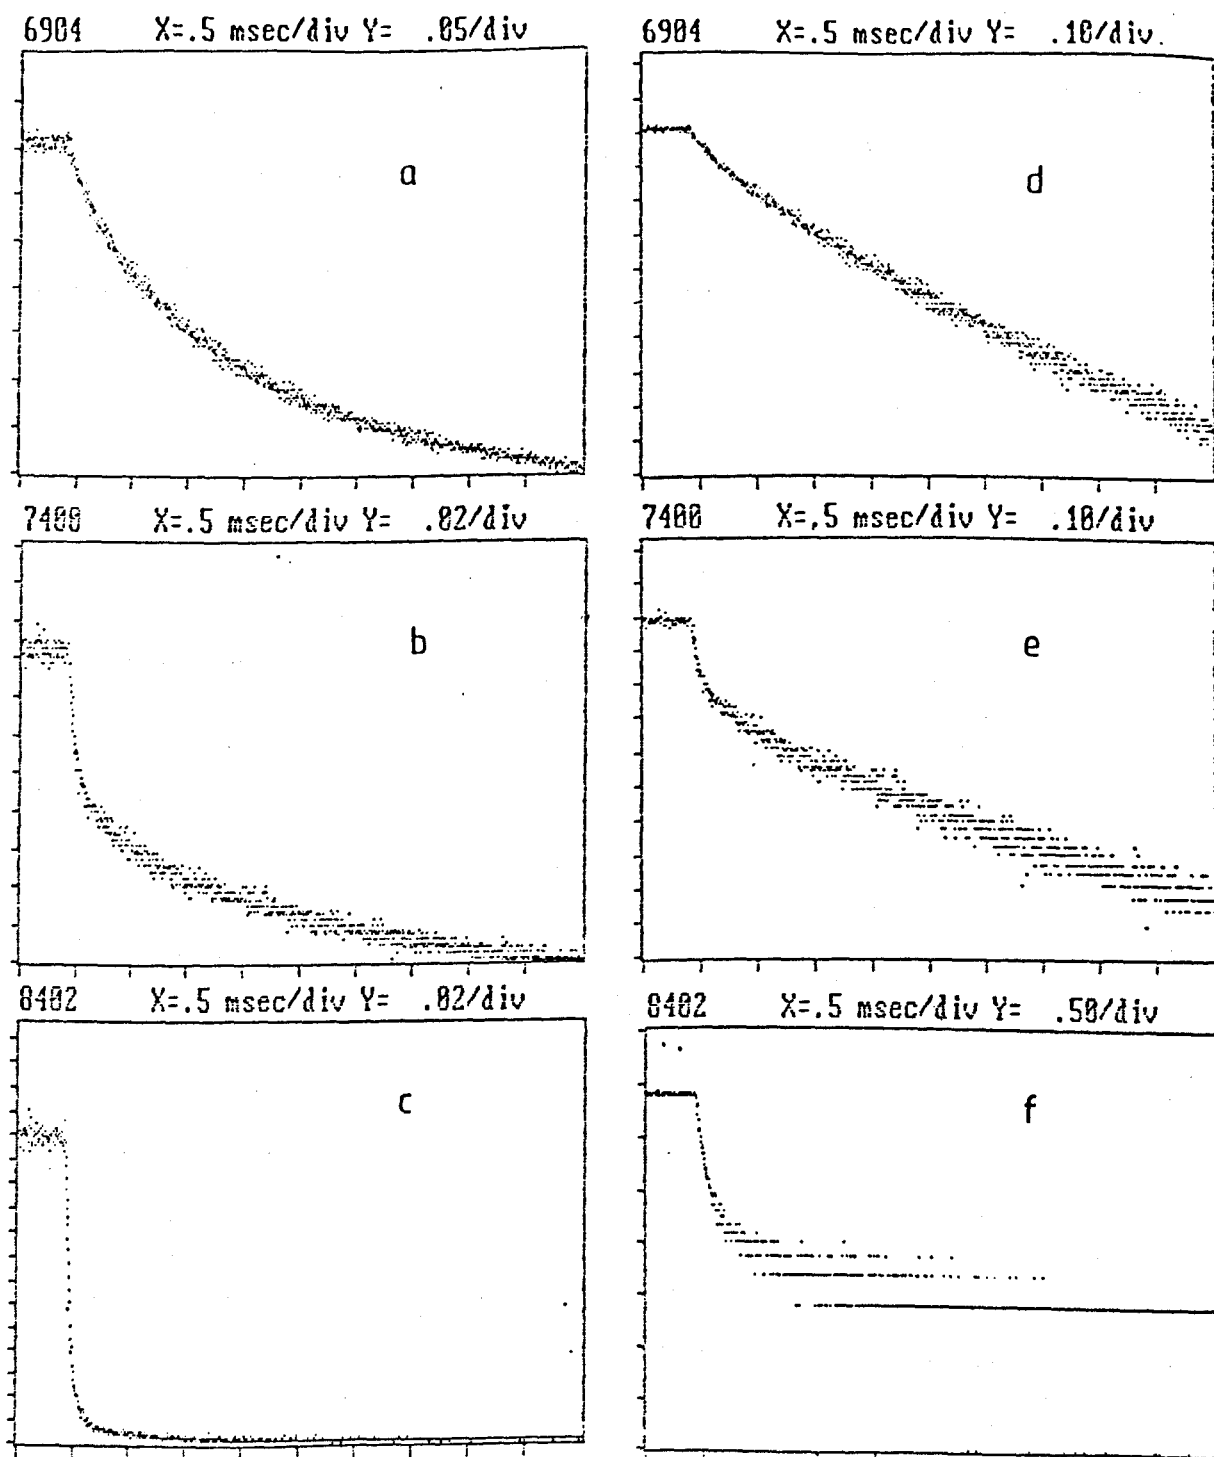 6904 X=.5 msec/div Y= .05/div
a
6904 X=.5 msec/div Y= .10/div.
d
7400 X=.5 msec/div Y= .02/div
b
7400 X=.5 msec/div Y= .10/div
e
8402 X=.5 msec/div Y= .02/div
c
8402 X=.5 msec/div Y= .50/div
f